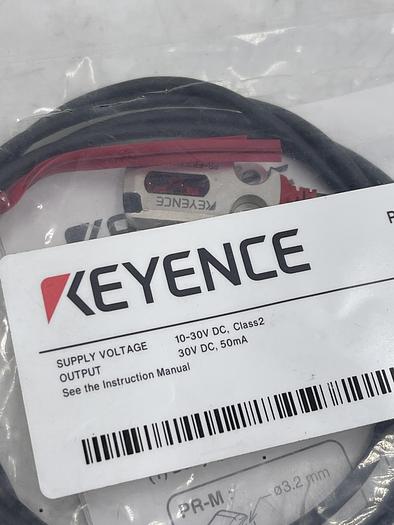 KEYENCE
KEYENCE
SUPPLY VOLTAGE 10-30V DC, Class2
OUTPUT 30V DC, 50mA
See the Instruction Manual
PR-M
ø3.2 mm